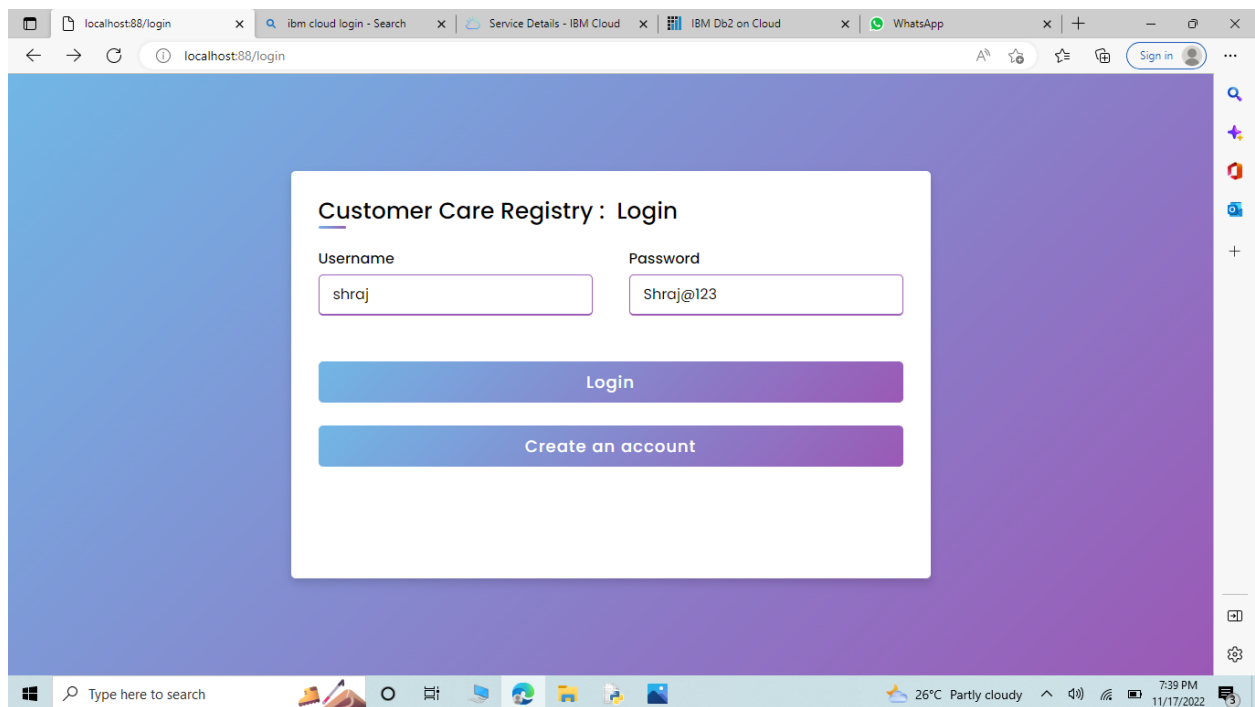 localhost:88/login
ibm cloud login - Search
Service Details - IBM Cloud
IBM Db2 on Cloud
WhatsApp
localhost:88/login
Sign in
Customer Care Registry : Login
Username Password
shraj Shraj@123
Login
Create an account
Type here to search
26°C Partly cloudy
7:39 PM
11/17/2022
3